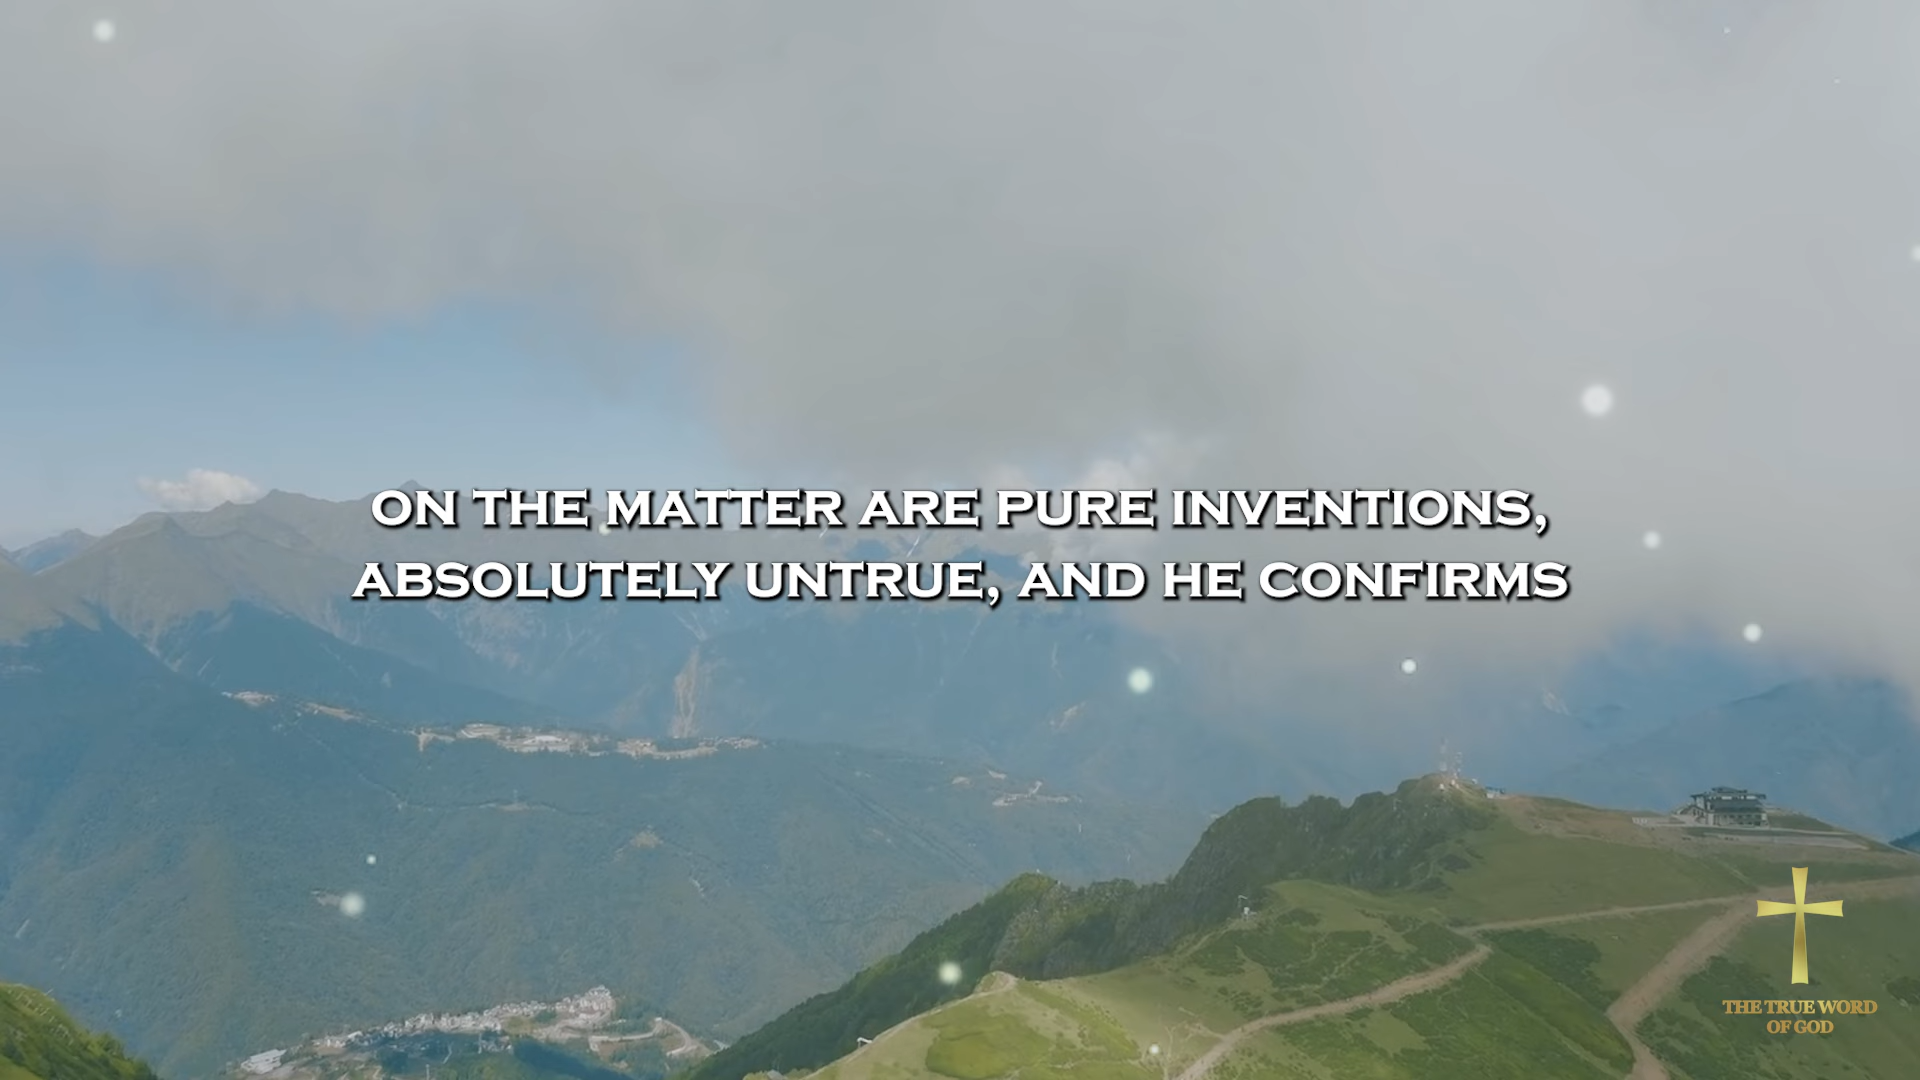 ON THE MATTER ARE PURE INVENTIONS,
ABSOLUTELY UNTRUE, AND HE CONFIRMS
THE TRUE WORD
OF GOD